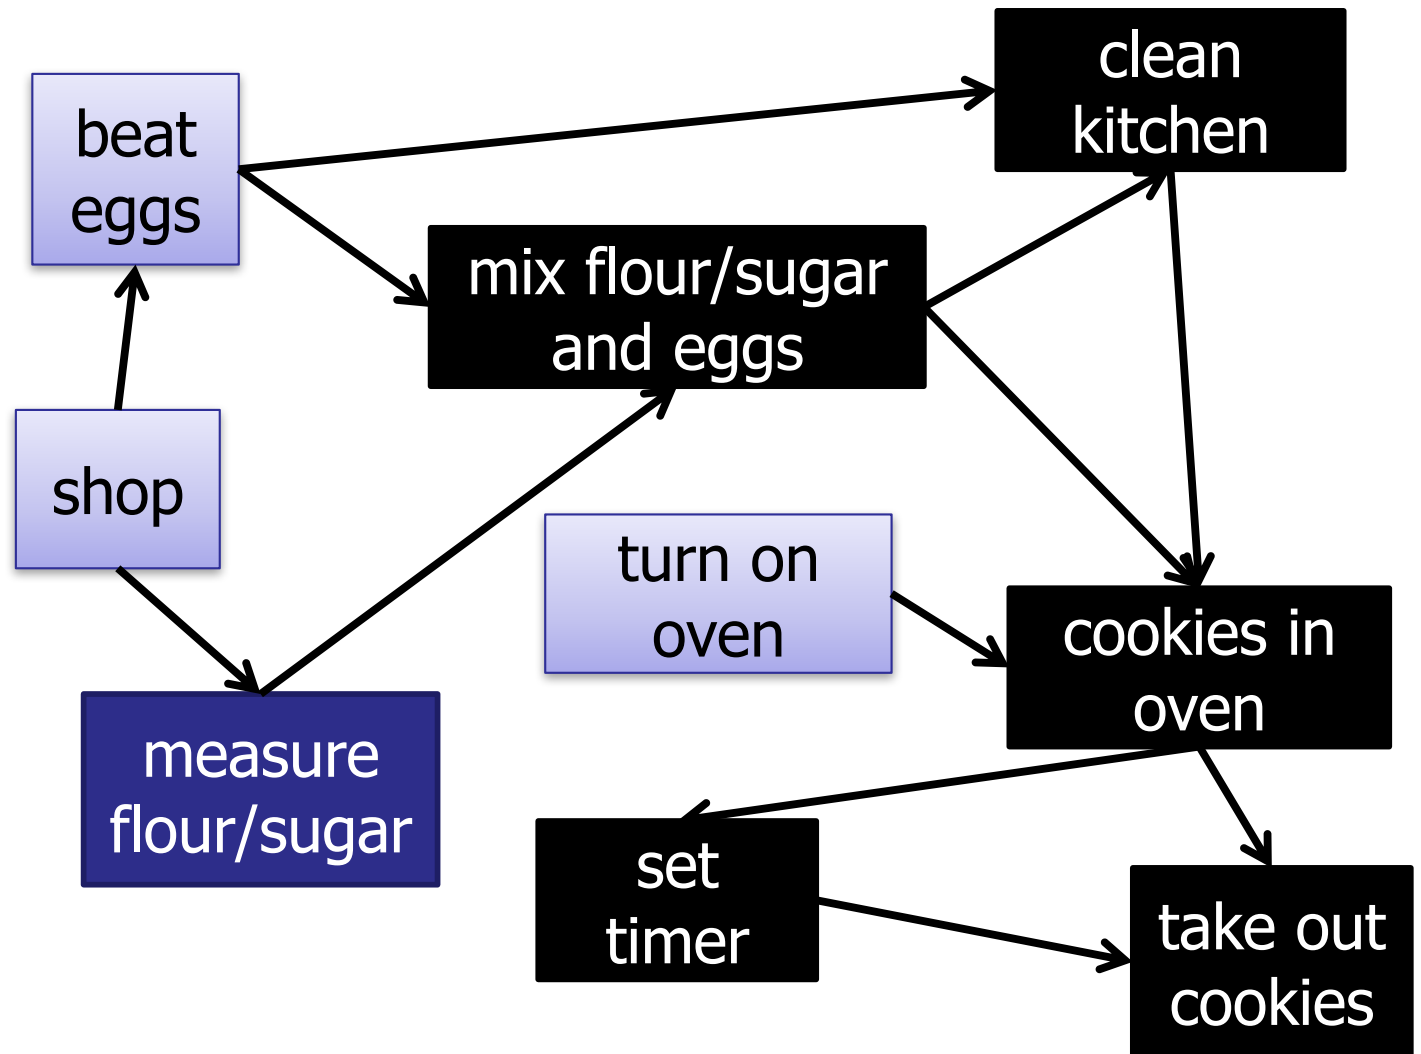 clean
kitchen
beat
eggs
mix flour/sugar
and eggs
shop
turn on
oven
cookies in
oven
measure
flour/sugar
set
timer
take out
cookies